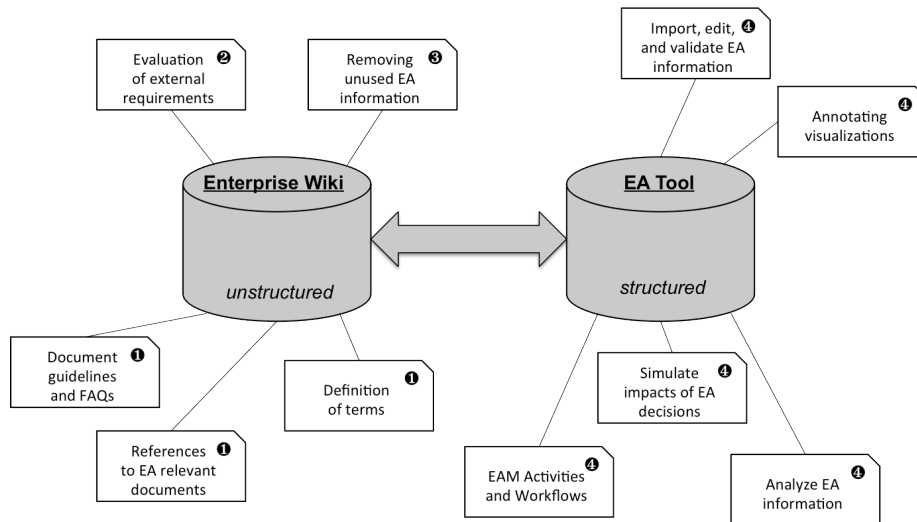 Evaluation ❷
of external
requirements
Removing ❸
unused EA
information
Import, edit, ❹
and validate EA
information
❹
Annotating
visualizations
Enterprise Wiki
EA Tool
unstructured
structured
Document ❶
guidelines
and FAQs
❶
Definition
of terms
References ❶
to EA relevant
documents
Simulate ❹
impacts of EA
decisions
❹
EAM Activities
and Workflows
❹
Analyze EA
information